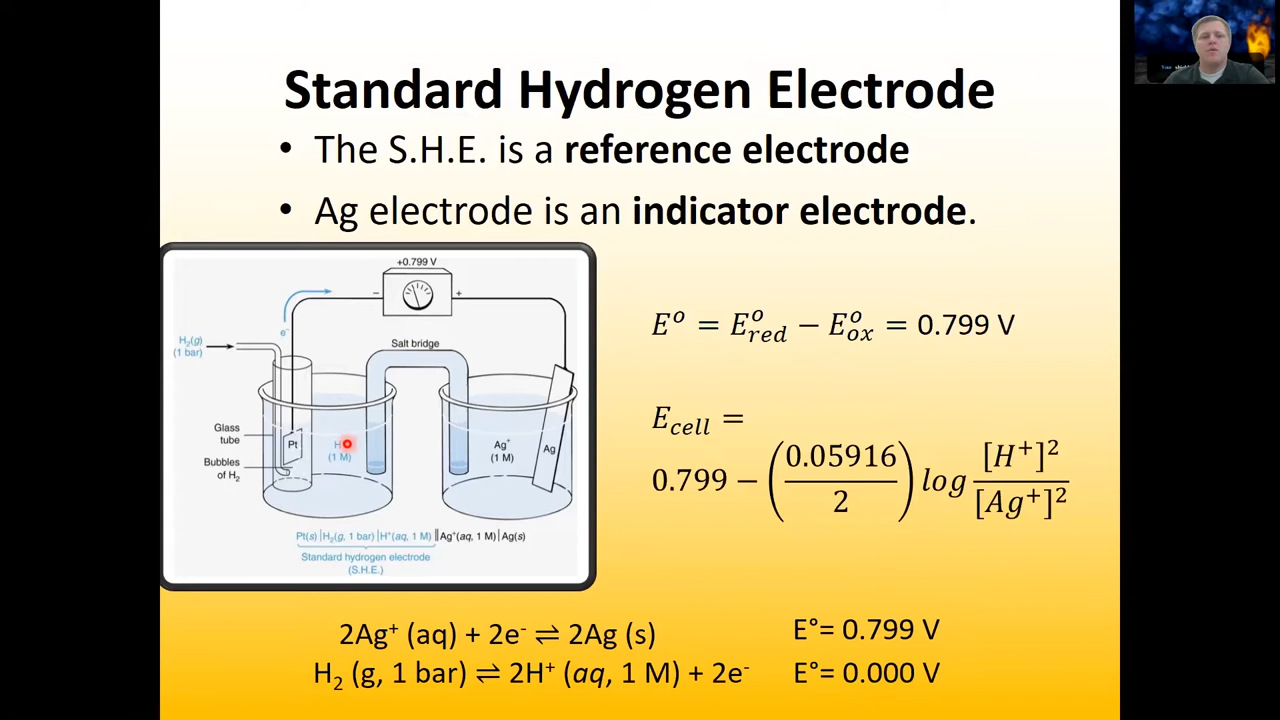 Standard Hydrogen Electrode
• The S.H.E. is a reference electrode
• Ag electrode is an indicator electrode.
+0.799 V
− +
e⁻
H₂(g)
(1 bar)
Salt bridge
Glass
tube
Pt
Bubbles
of H₂
(1 M)
Ag⁺
(1 M)
Ag
Pt(s)|H₂(g, 1 bar)|H⁺(aq, 1 M)‖Ag⁺(aq, 1 M)|Ag(s)
Standard hydrogen electrode
(S.H.E.)
E° = E°red − E°ox = 0.799 V
Ecell =
0.799 − (0.05916/2) log [H⁺]²/[Ag⁺]²
2Ag⁺ (aq) + 2e⁻ ⇌ 2Ag (s) E°= 0.799 V
H₂ (g, 1 bar) ⇌ 2H⁺ (aq, 1 M) + 2e⁻ E°= 0.000 V